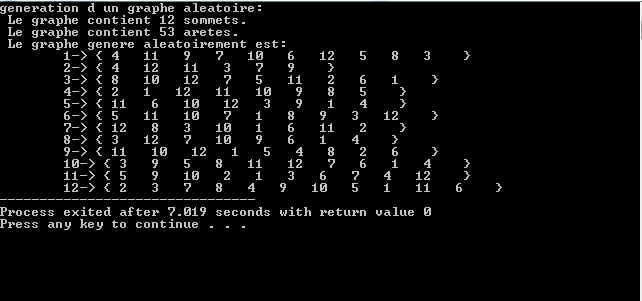 generation d un graphe aleatoire:
Le graphe contient 12 sommets.
Le graphe contient 53 aretes.
Le graphe genere aleatoirement est:
1-> { 4 11 9 7 10 6 12 5 8 3 }
2-> { 4 12 11 3 7 9 }
3-> { 8 10 12 7 5 11 2 6 1 }
4-> { 2 1 12 11 10 9 8 5 }
5-> { 11 6 10 12 3 9 1 4 }
6-> { 5 11 10 7 1 8 9 3 12 }
7-> { 12 8 3 10 1 6 11 2 }
8-> { 3 12 7 10 9 6 1 4 }
9-> { 11 10 12 1 5 4 8 2 6 }
10-> { 3 9 5 8 11 12 7 6 1 4 }
11-> { 5 9 10 2 1 3 6 7 4 12 }
12-> { 2 3 7 8 4 9 10 5 1 11 6 }
--------------------------------
Process exited after 7.019 seconds with return value 0
Press any key to continue . . .